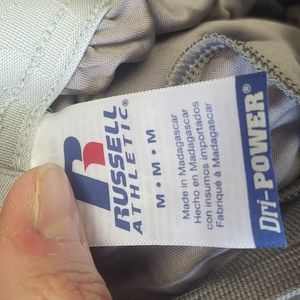 RUSSELL
ATHLETIC®
M • M • M
Made in Madagascar
Hecho en Madagascar
con insumos importados
Fabriqué à Madagascar
Dri-POWER®